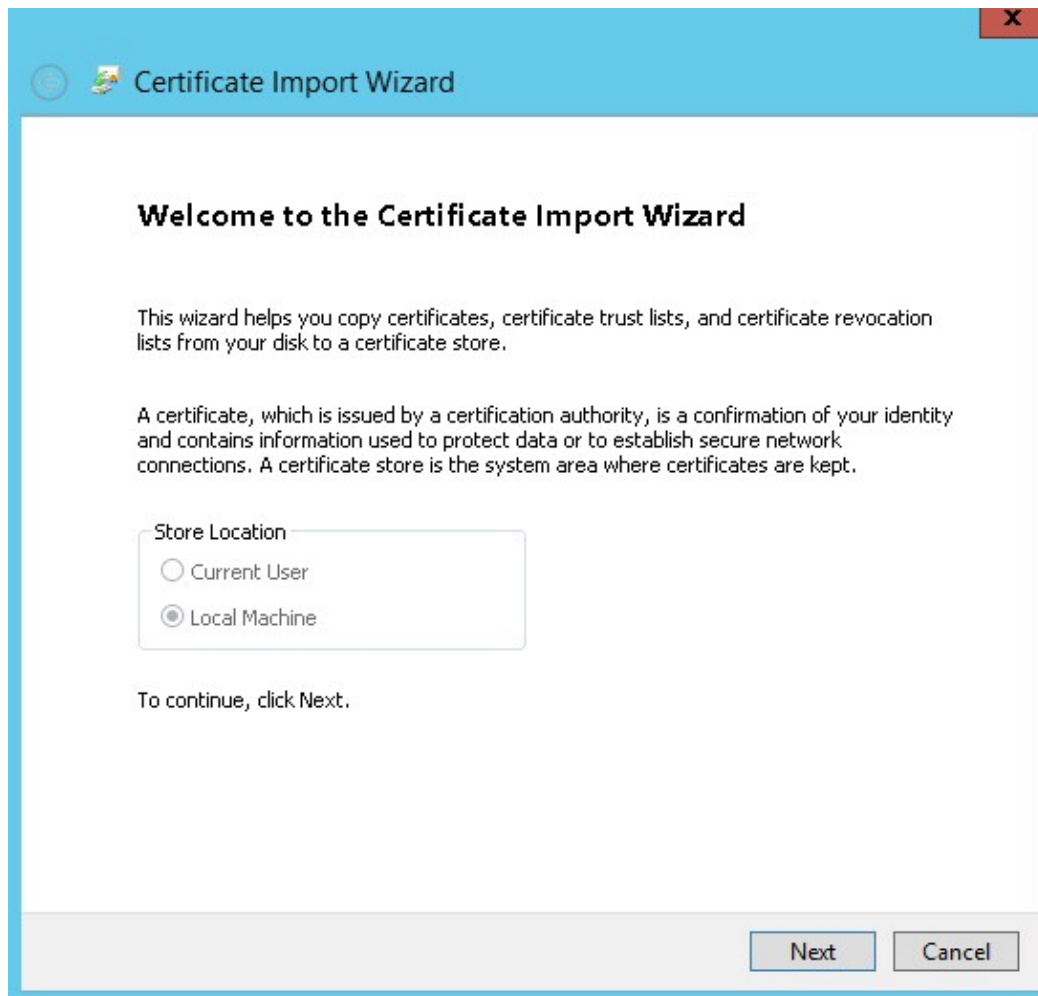 x
Certificate Import Wizard
Welcome to the Certificate Import Wizard
This wizard helps you copy certificates, certificate trust lists, and certificate revocation
lists from your disk to a certificate store.
A certificate, which is issued by a certification authority, is a confirmation of your identity
and contains information used to protect data or to establish secure network
connections. A certificate store is the system area where certificates are kept.
Store Location
Current User
Local Machine
To continue, click Next.
Next
Cancel